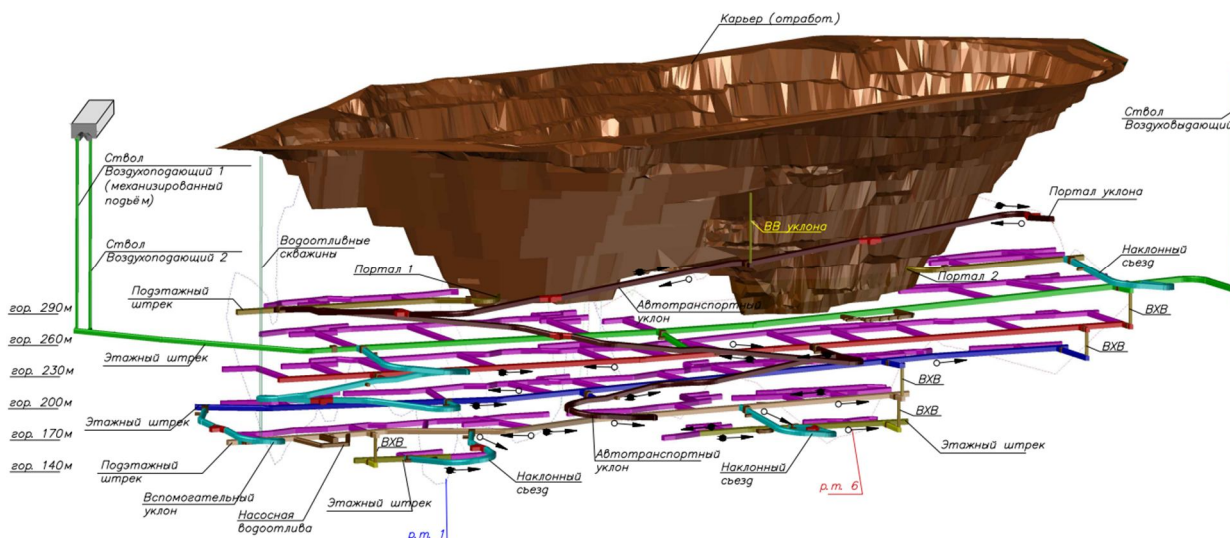 Карьер (отработ.)
Ствол
Воздухоподающий 1
(механизированный
подъём)
Ствол
Воздуховыдающий
Портал уклона
ВВ уклона
Ствол
Воздухоподающий 2
Водоотливные
скважины
Портал 1
Портал 2
Наклонный
съезд
Подэтажный
штрек
Автотранспортный
уклон
гор. 290м
ВХВ
гор. 260м
Этажный штрек
ВХВ
гор. 230м
ВХВ
гор. 200м
ВХВ
Этажный
штрек
гор. 170м
ВХВ
Этажный штрек
Автотранспортный
уклон
гор. 140м
Подэтажный
штрек
Наклонный
съезд
Наклонный
съезд
Вспомогательный
уклон
Этажный штрек
р.т. 6
Насосная
водоотлива
р.т. 1